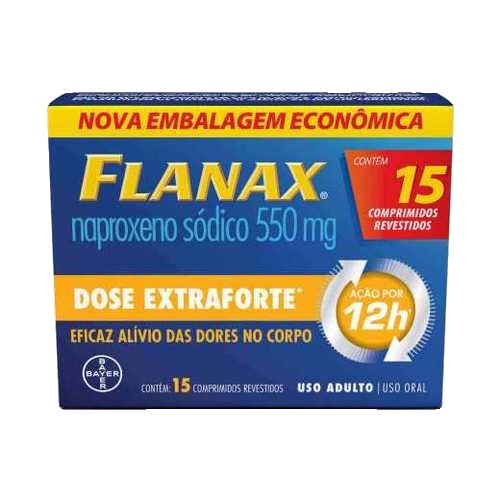 NOVA EMBALAGEM ECONÔMICA
FLANAX®
naproxeno sódico 550 mg
CONTÉM
15
COMPRIMIDOS
REVESTIDOS
DOSE EXTRAFORTE*
EFICAZ ALÍVIO DAS DORES NO CORPO
AÇÃO POR
12h
BAYER
BAYER
CONTÉM: 15 COMPRIMIDOS REVESTIDOS
USO ADULTO | USO ORAL